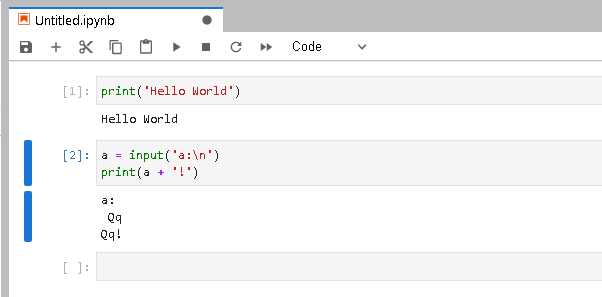 Untitled.ipynb
Code
[1]:
print('Hello World')
Hello World
[2]:
a = input('a:\n')
print(a + '!')
a:
Qq
Qq!
[ ]: